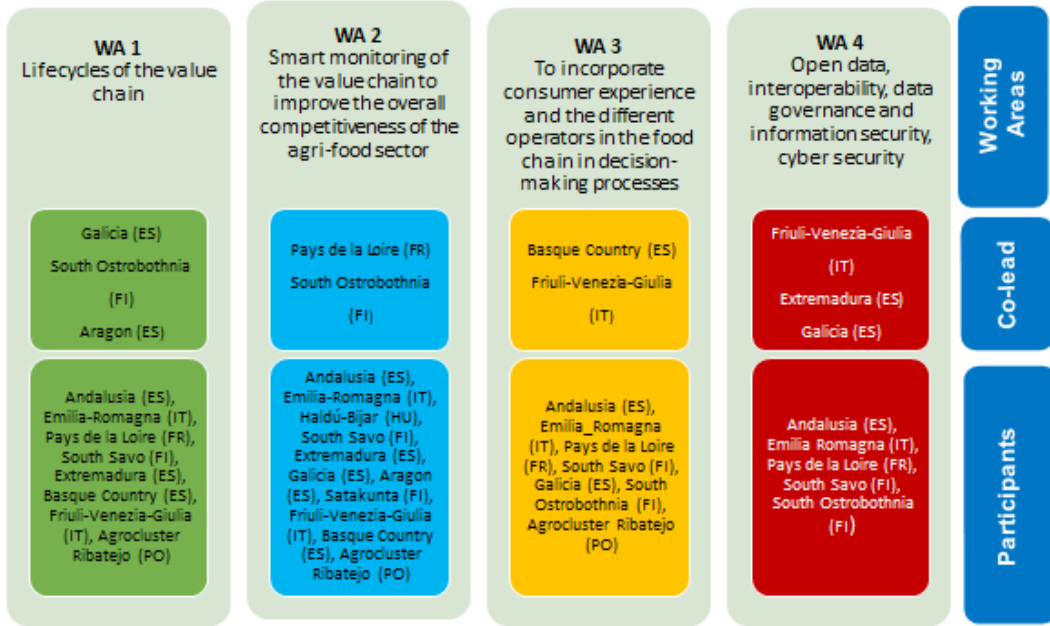 WA 1
Lifecycles of the value
chain
WA 2
Smart monitoring of
the value chain to
improve the overall
competitiveness of the
agri-food sector
WA 3
To incorporate
consumer experience
and the different
operators in the food
chain in decision-
making processes
WA 4
Open data,
interoperability, data
governance and
information security,
cyber security
Working
Areas
Galicia (ES)
South Ostrobothnia
(FI)
Aragon (ES)
Pays de la Loire (FR)
South Ostrobothnia
(FI)
Basque Country (ES)
Friuli-Venezia-Giulia
(IT)
Friuli-Venezia-Giulia
(IT)
Extremadura (ES)
Galicia (ES)
Co-lead
Andalusia (ES),
Emilia-Romagna (IT),
Pays de la Loire (FR),
South Savo (FI),
Extremadura (ES),
Basque Country (ES),
Friuli-Venezia-Giulia
(IT), Agrocluster
Ribatejo (PO)
Andalusia (ES),
Emilia-Romagna (IT),
Haldú-Bijar (HU),
South Savo (FI),
Extremadura (ES),
Galicia (ES), Aragon
(ES), Satakunta (FI),
Friuli-Venezia-Giulia
(IT), Basque Country
(ES), Agrocluster
Ribatejo (PO)
Andalusia (ES),
Emilia_Romagna
(IT), Pays de la Loire
(FR), South Savo (FI),
Galicia (ES), South
Ostrobothnia (FI),
Agrocluster Ribatejo
(PO)
Andalusia (ES),
Emilia Romagna (IT),
Pays de la Loire (FR),
South Savo (FI),
South Ostrobothnia
(FI)
Participants